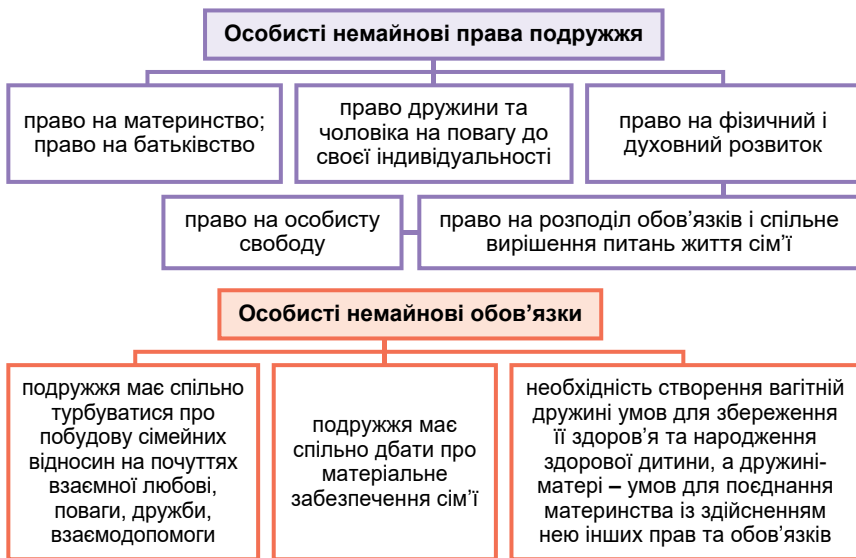 Особисті немайнові права подружжя
право на материнство;
право на батьківство
право дружини та
чоловіка на повагу до
своєї індивідуальності
право на фізичний і
духовний розвиток
право на особисту
свободу
право на розподіл обов’язків і спільне
вирішення питань життя сім’ї
Особисті немайнові обов’язки
подружжя має спільно
турбуватися про
побудову сімейних
відносин на почуттях
взаємної любові,
поваги, дружби,
взаємодопомоги
подружжя має
спільно дбати про
матеріальне
забезпечення сім’ї
необхідність створення вагітній
дружині умов для збереження
її здоров’я та народження
здорової дитини, а дружині-
матері – умов для поєднання
материнства із здійсненням
нею інших прав та обов’язків